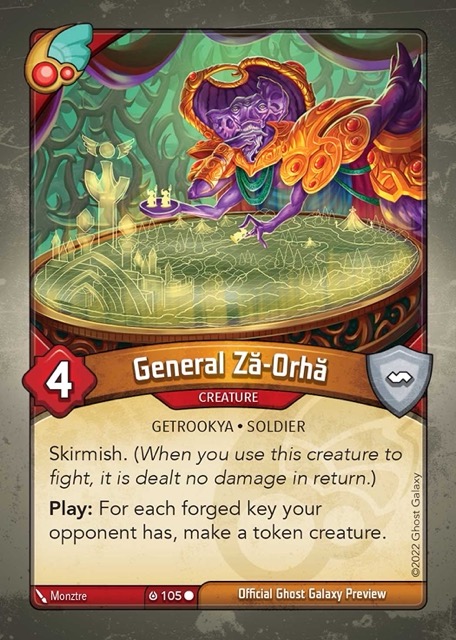 General Ză-Orhă
4
CREATURE
GETROOKYA • SOLDIER
Skirmish. (When you use this creature to
fight, it is dealt no damage in return.)
Play: For each forged key your
opponent has, make a token creature.
©2022 Ghost Galaxy
Monztre
105
Official Ghost Galaxy Preview